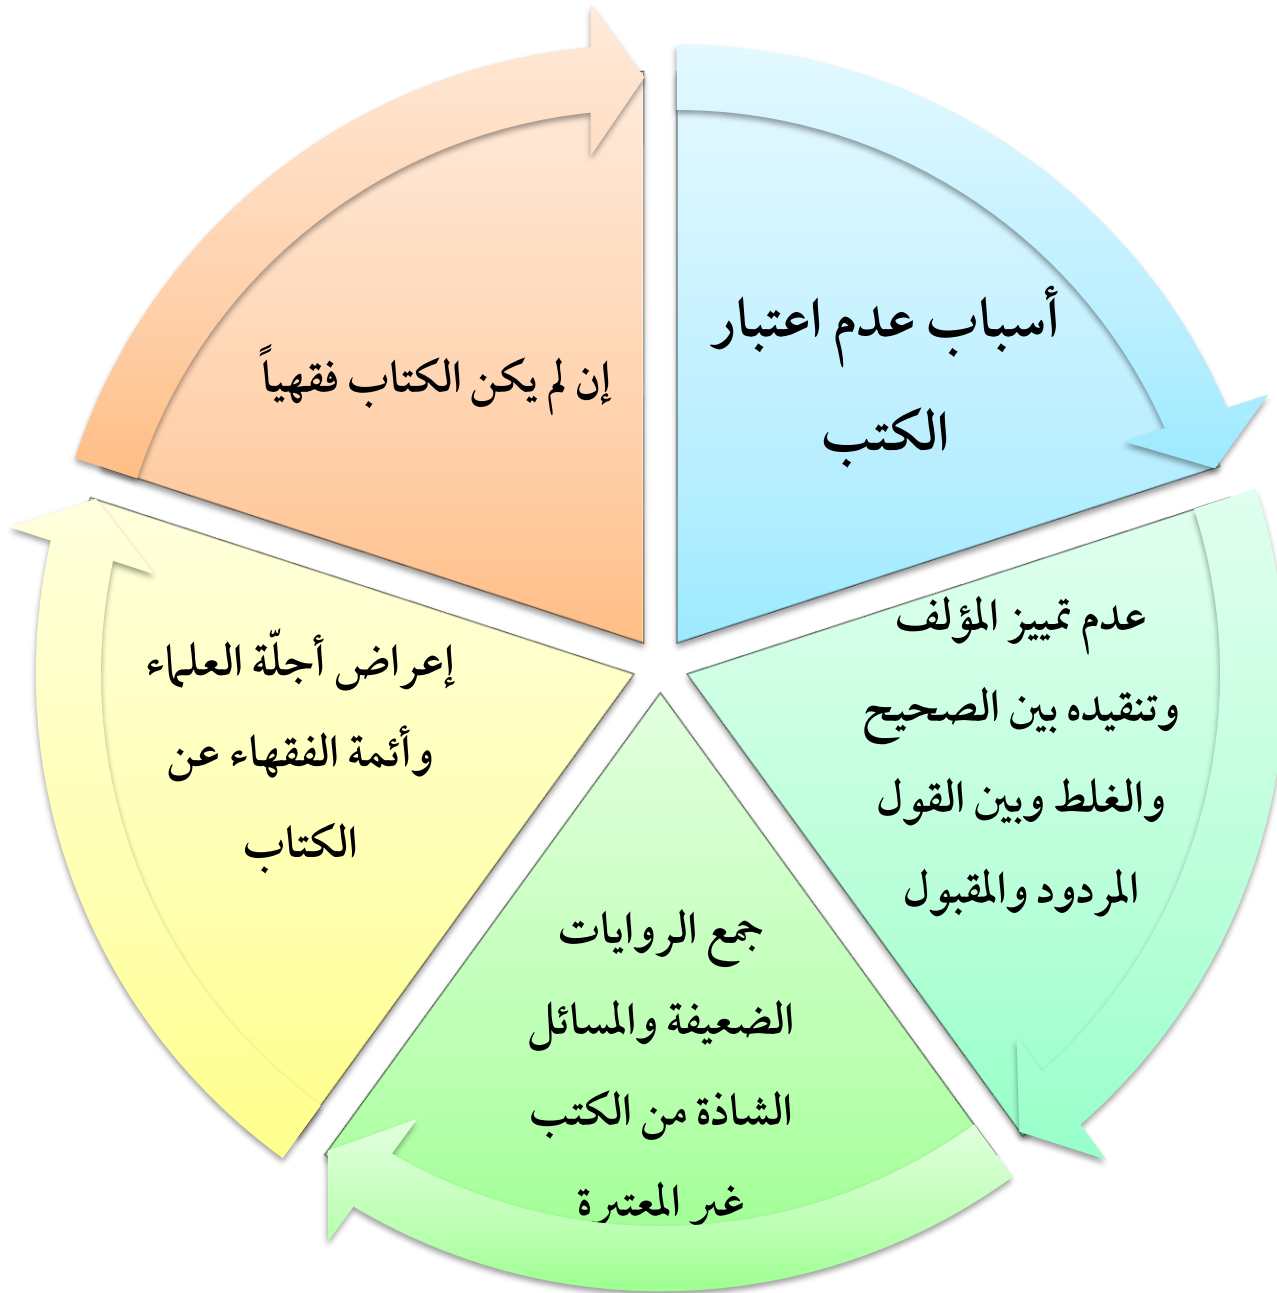 أسباب عدم اعتبار
الكتب
عدم تمييز المؤلف
وتنقيده بين الصحيح
والغلط وبين القول
المردود والمقبول
جمع الروايات
الضعيفة والمسائل
الشاذة من الكتب
غير المعتبرة
إعراض أجلّة العلماء
وأئمة الفقهاء عن
الكتاب
إن لم يكن الكتاب فقهياً